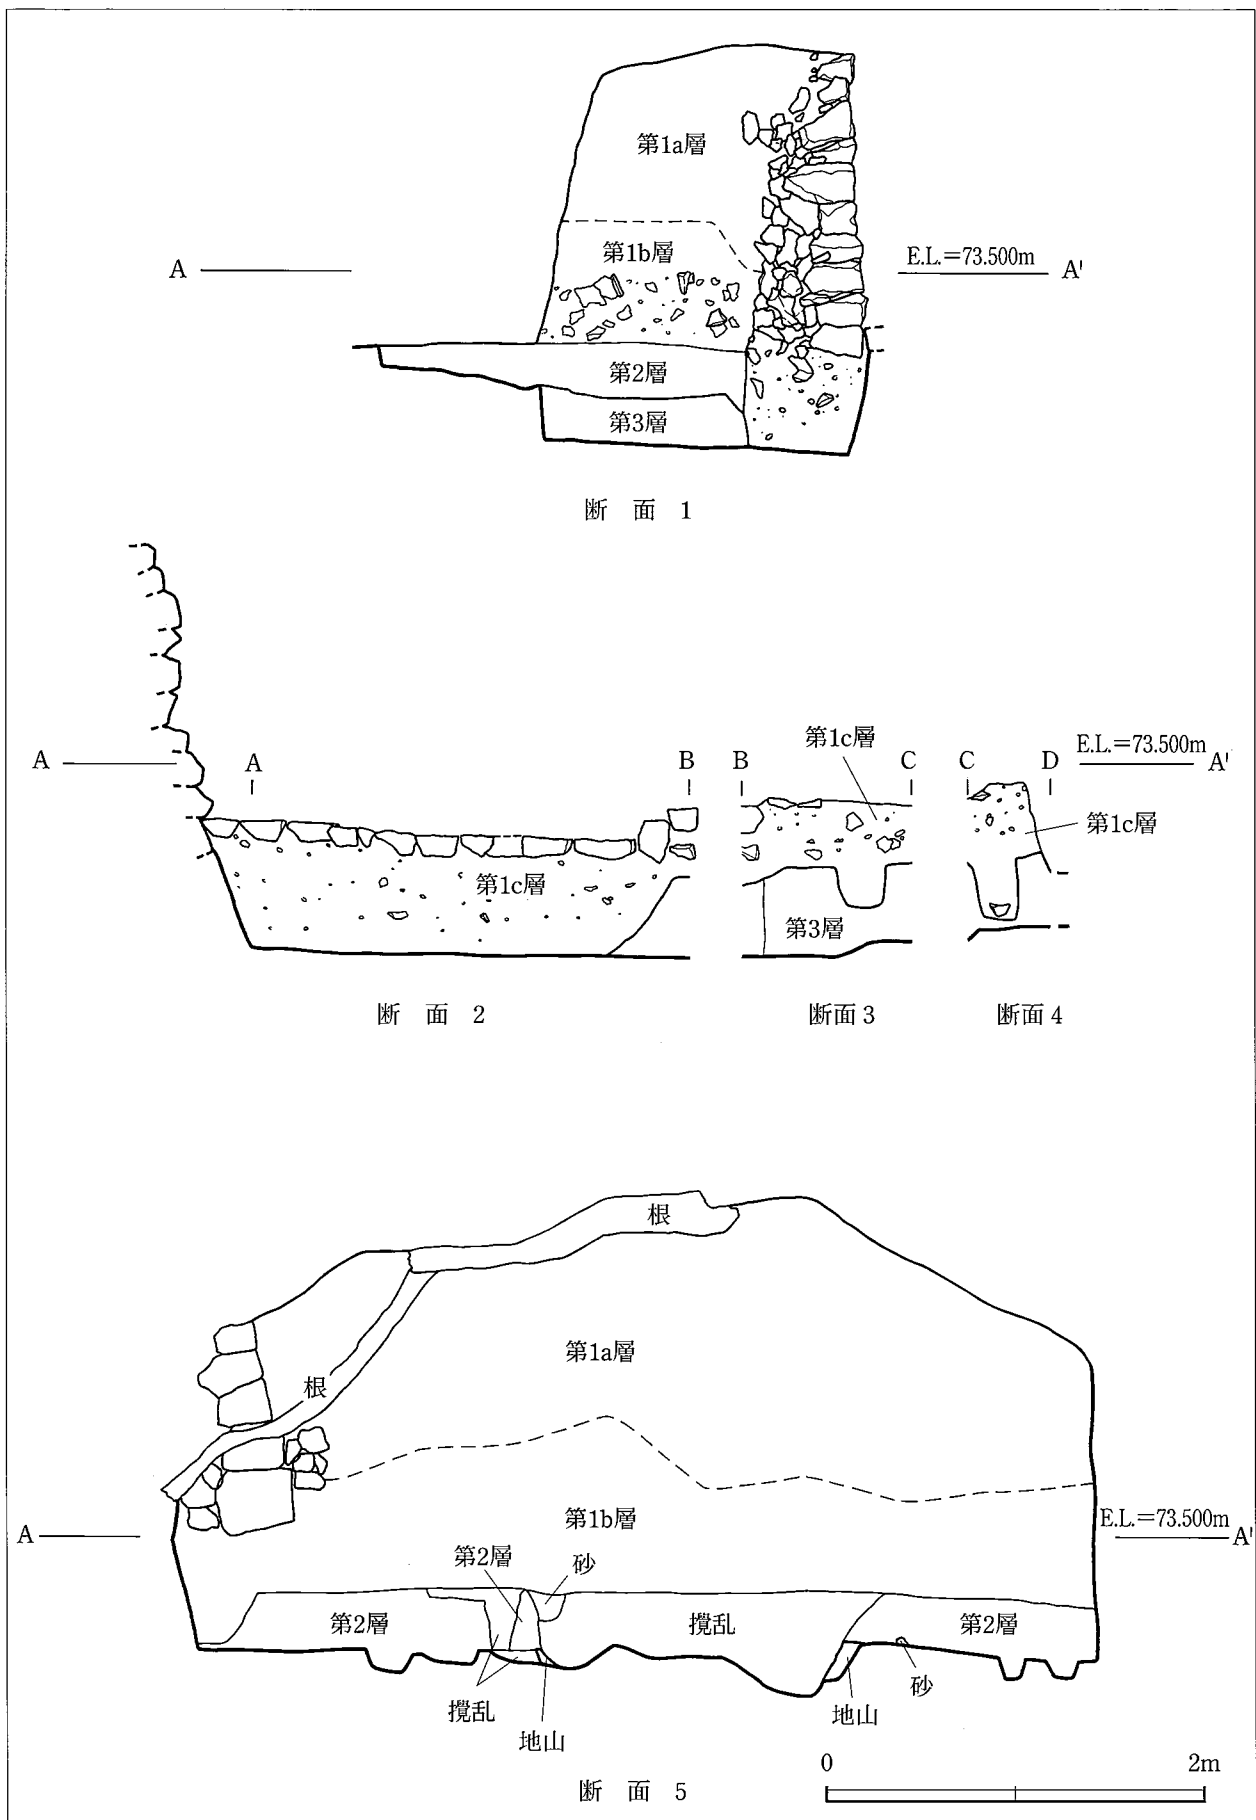 第1a層
第1b層
A
E.L.=73.500m
A'
第2層
第3層
断 面 1
第1c層
A
A
B
B
C
C
D
E.L.=73.500m
A'
第1c層
第1c層
第3層
断 面 2
断面3
断面4
根
第1a層
根
第1b層
A
E.L.=73.500m
A'
第2層
砂
第2層
攪乱
第2層
攪乱
地山
地山
砂
断 面 5
0
2m